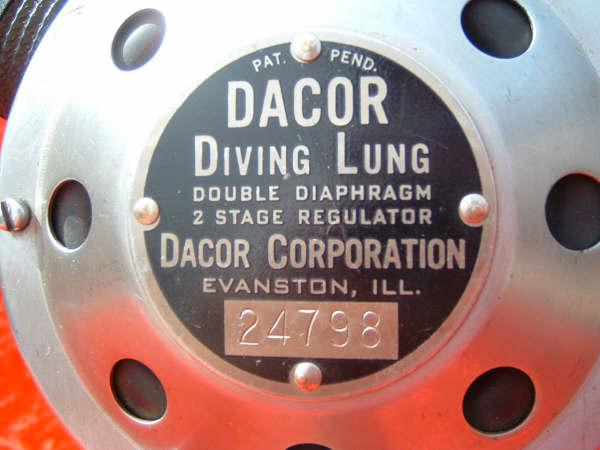 PAT. PEND.
DACOR
DIVING LUNG
DOUBLE DIAPHRAGM
2 STAGE REGULATOR
DACOR CORPORATION
EVANSTON, ILL.
24798